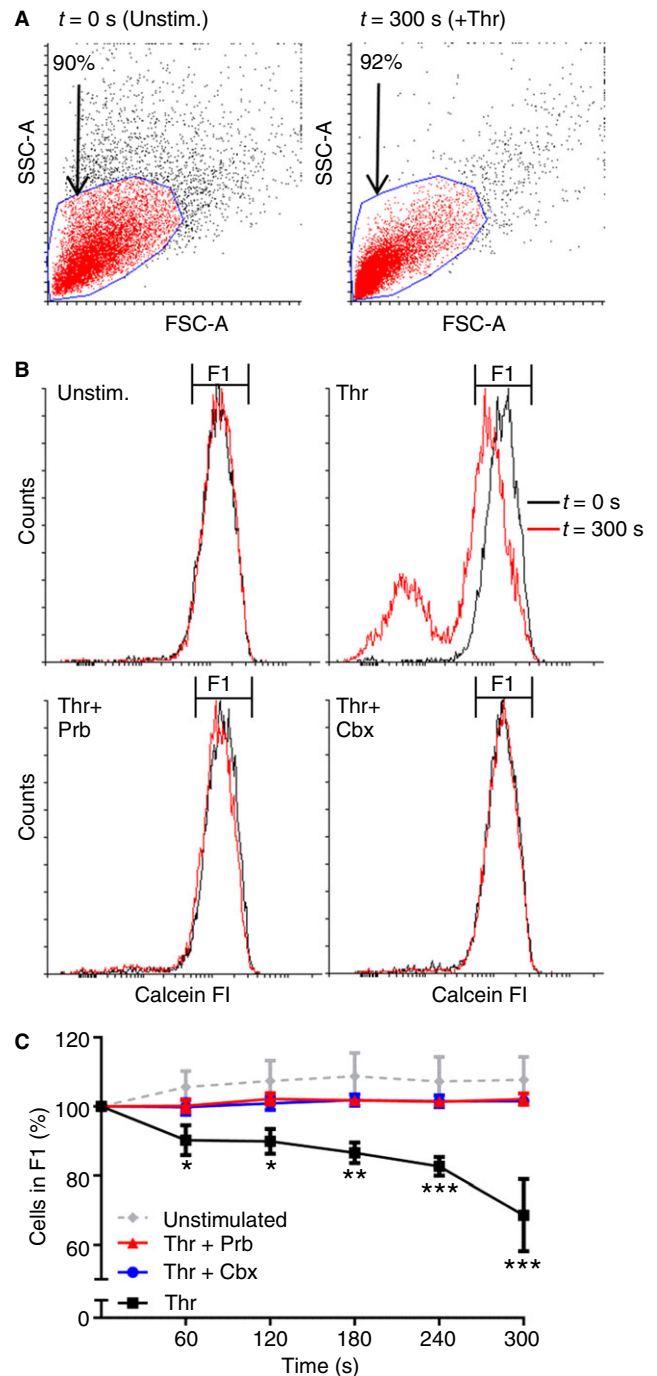 A
t = 0 s (Unstim.)
t = 300 s (+Thr)
90%
92%
SSC-A
SSC-A
FSC-A
FSC-A
B
F1
F1
Unstim.
Thr
Counts
t = 0 s
t = 300 s
F1
F1
Thr+
Prb
Thr+
Cbx
Counts
Calcein FI
Calcein FI
C
120
100
80
60
0
Cells in F1 (%)
*
*
**
***
***
Unstimulated
Thr + Prb
Thr + Cbx
Thr
60
120
180
240
300
Time (s)